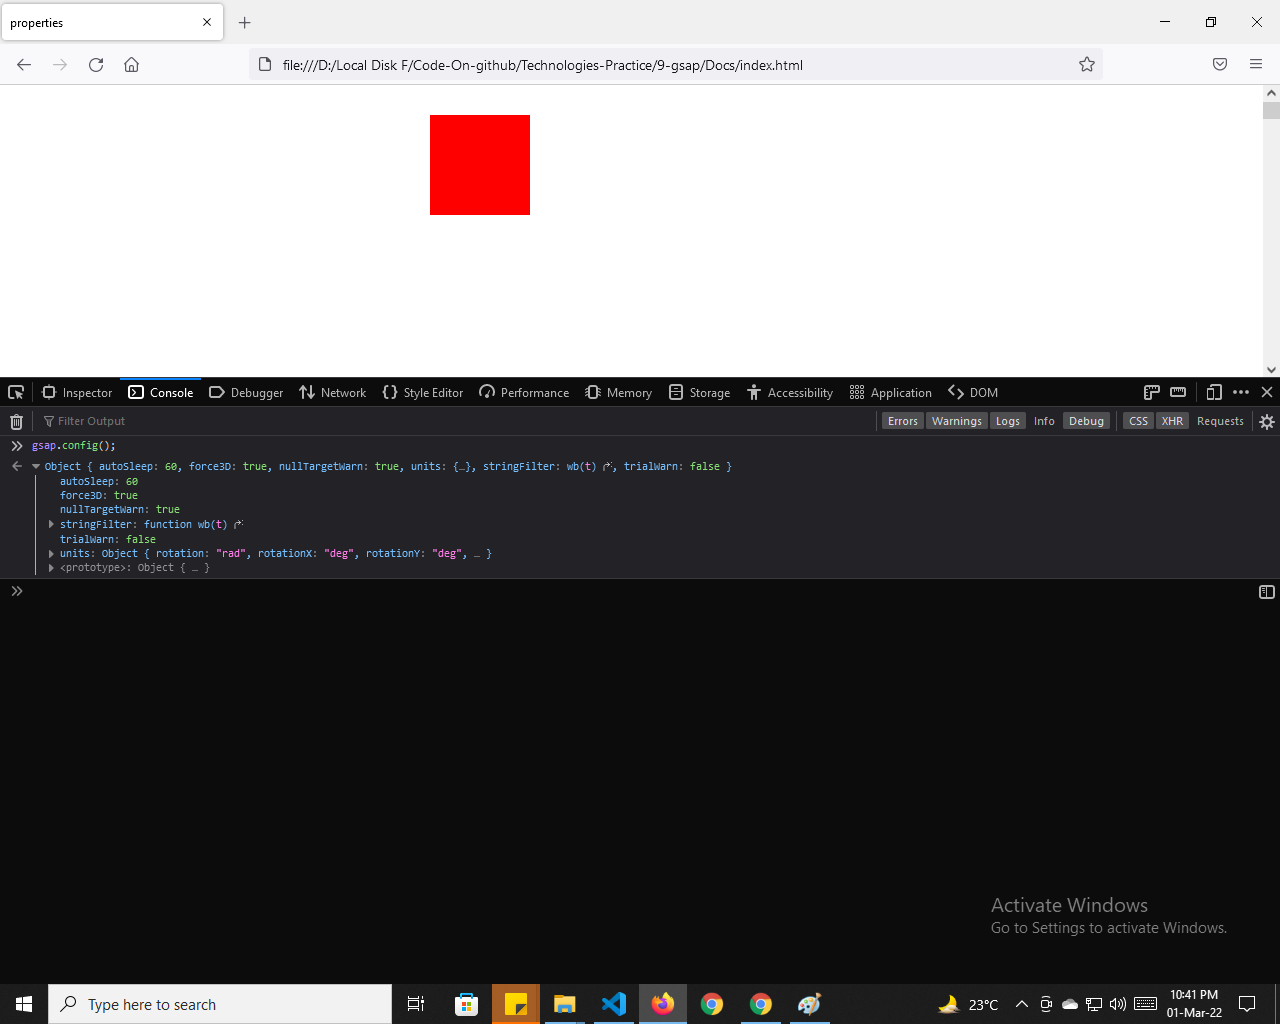 properties
file:///D:/Local Disk F/Code-On-github/Technologies-Practice/9-gsap/Docs/index.html
Inspector Console Debugger Network Style Editor Performance Memory Storage Accessibility Application DOM
Filter Output Errors Warnings Logs Info Debug CSS XHR Requests
gsap.config();
Object { autoSleep: 60, force3D: true, nullTargetWarn: true, units: {…}, stringFilter: wb(t), trialWarn: false }
autoSleep: 60
force3D: true
nullTargetWarn: true
stringFilter: function wb(t)
trialWarn: false
units: Object { rotation: "rad", rotationX: "deg", rotationY: "deg", … }
<prototype>: Object { … }
Activate Windows
Go to Settings to activate Windows.
Type here to search
23°C
10:41 PM
01-Mar-22